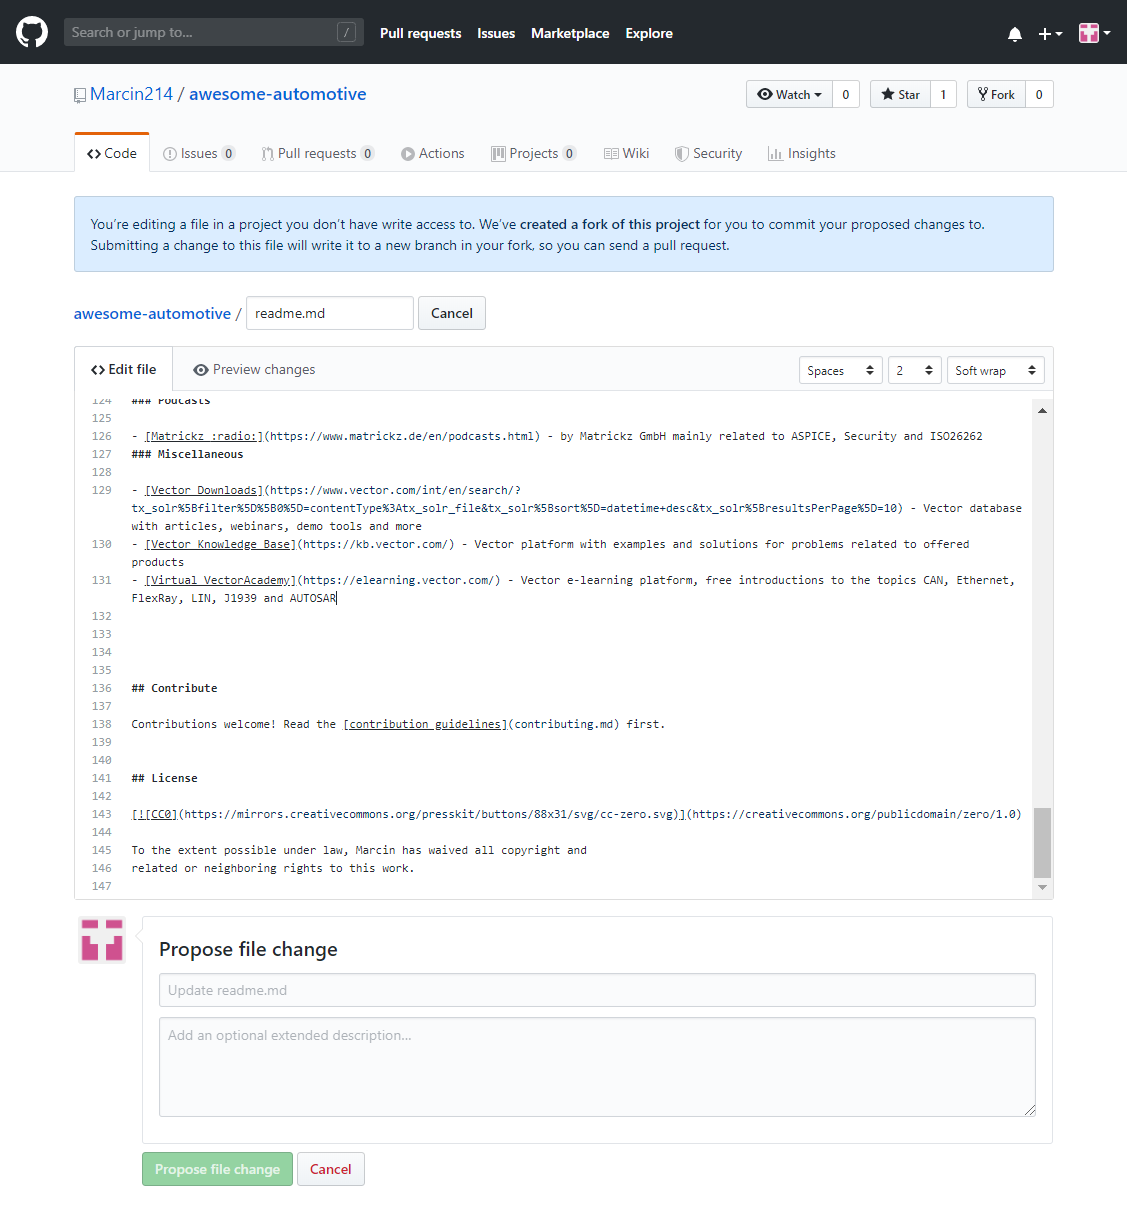 Search or jump to...
/
Pull requests Issues Marketplace Explore
Marcin214 / awesome-automotive
Watch 0 Star 1 Fork 0
Code Issues 0 Pull requests 0 Actions Projects 0 Wiki Security Insights
You're editing a file in a project you don't have write access to. We've created a fork of this project for you to commit your proposed changes to.
Submitting a change to this file will write it to a new branch in your fork, so you can send a pull request.
awesome-automotive / readme.md Cancel
Edit file Preview changes Spaces 2 Soft wrap
124 ### Podcasts
125
126 - [Matrickz :radio:](https://www.matrickz.de/en/podcasts.html) - by Matrickz GmbH mainly related to ASPICE, Security and ISO26262
127 ### Miscellaneous
128
129 - [Vector Downloads](https://www.vector.com/int/en/search/?
tx_solr%5Bfilter%5D%5B0%5D=contentType%3Atx_solr_file&tx_solr%5Bsort%5D=datetime+desc&tx_solr%5BresultsPerPage%5D=10) - Vector database
with articles, webinars, demo tools and more
130 - [Vector Knowledge Base](https://kb.vector.com/) - Vector platform with examples and solutions for problems related to offered
products
131 - [Virtual VectorAcademy](https://elearning.vector.com/) - Vector e-learning platform, free introductions to the topics CAN, Ethernet,
FlexRay, LIN, J1939 and AUTOSAR
132
133
134
135
136 ## Contribute
137
138 Contributions welcome! Read the [contribution guidelines](contributing.md) first.
139
140
141 ## License
142
143 [![CC0](https://mirrors.creativecommons.org/presskit/buttons/88x31/svg/cc-zero.svg)](https://creativecommons.org/publicdomain/zero/1.0)
144
145 To the extent possible under law, Marcin has waived all copyright and
146 related or neighboring rights to this work.
147
Propose file change
Update readme.md
Add an optional extended description...
Propose file change Cancel